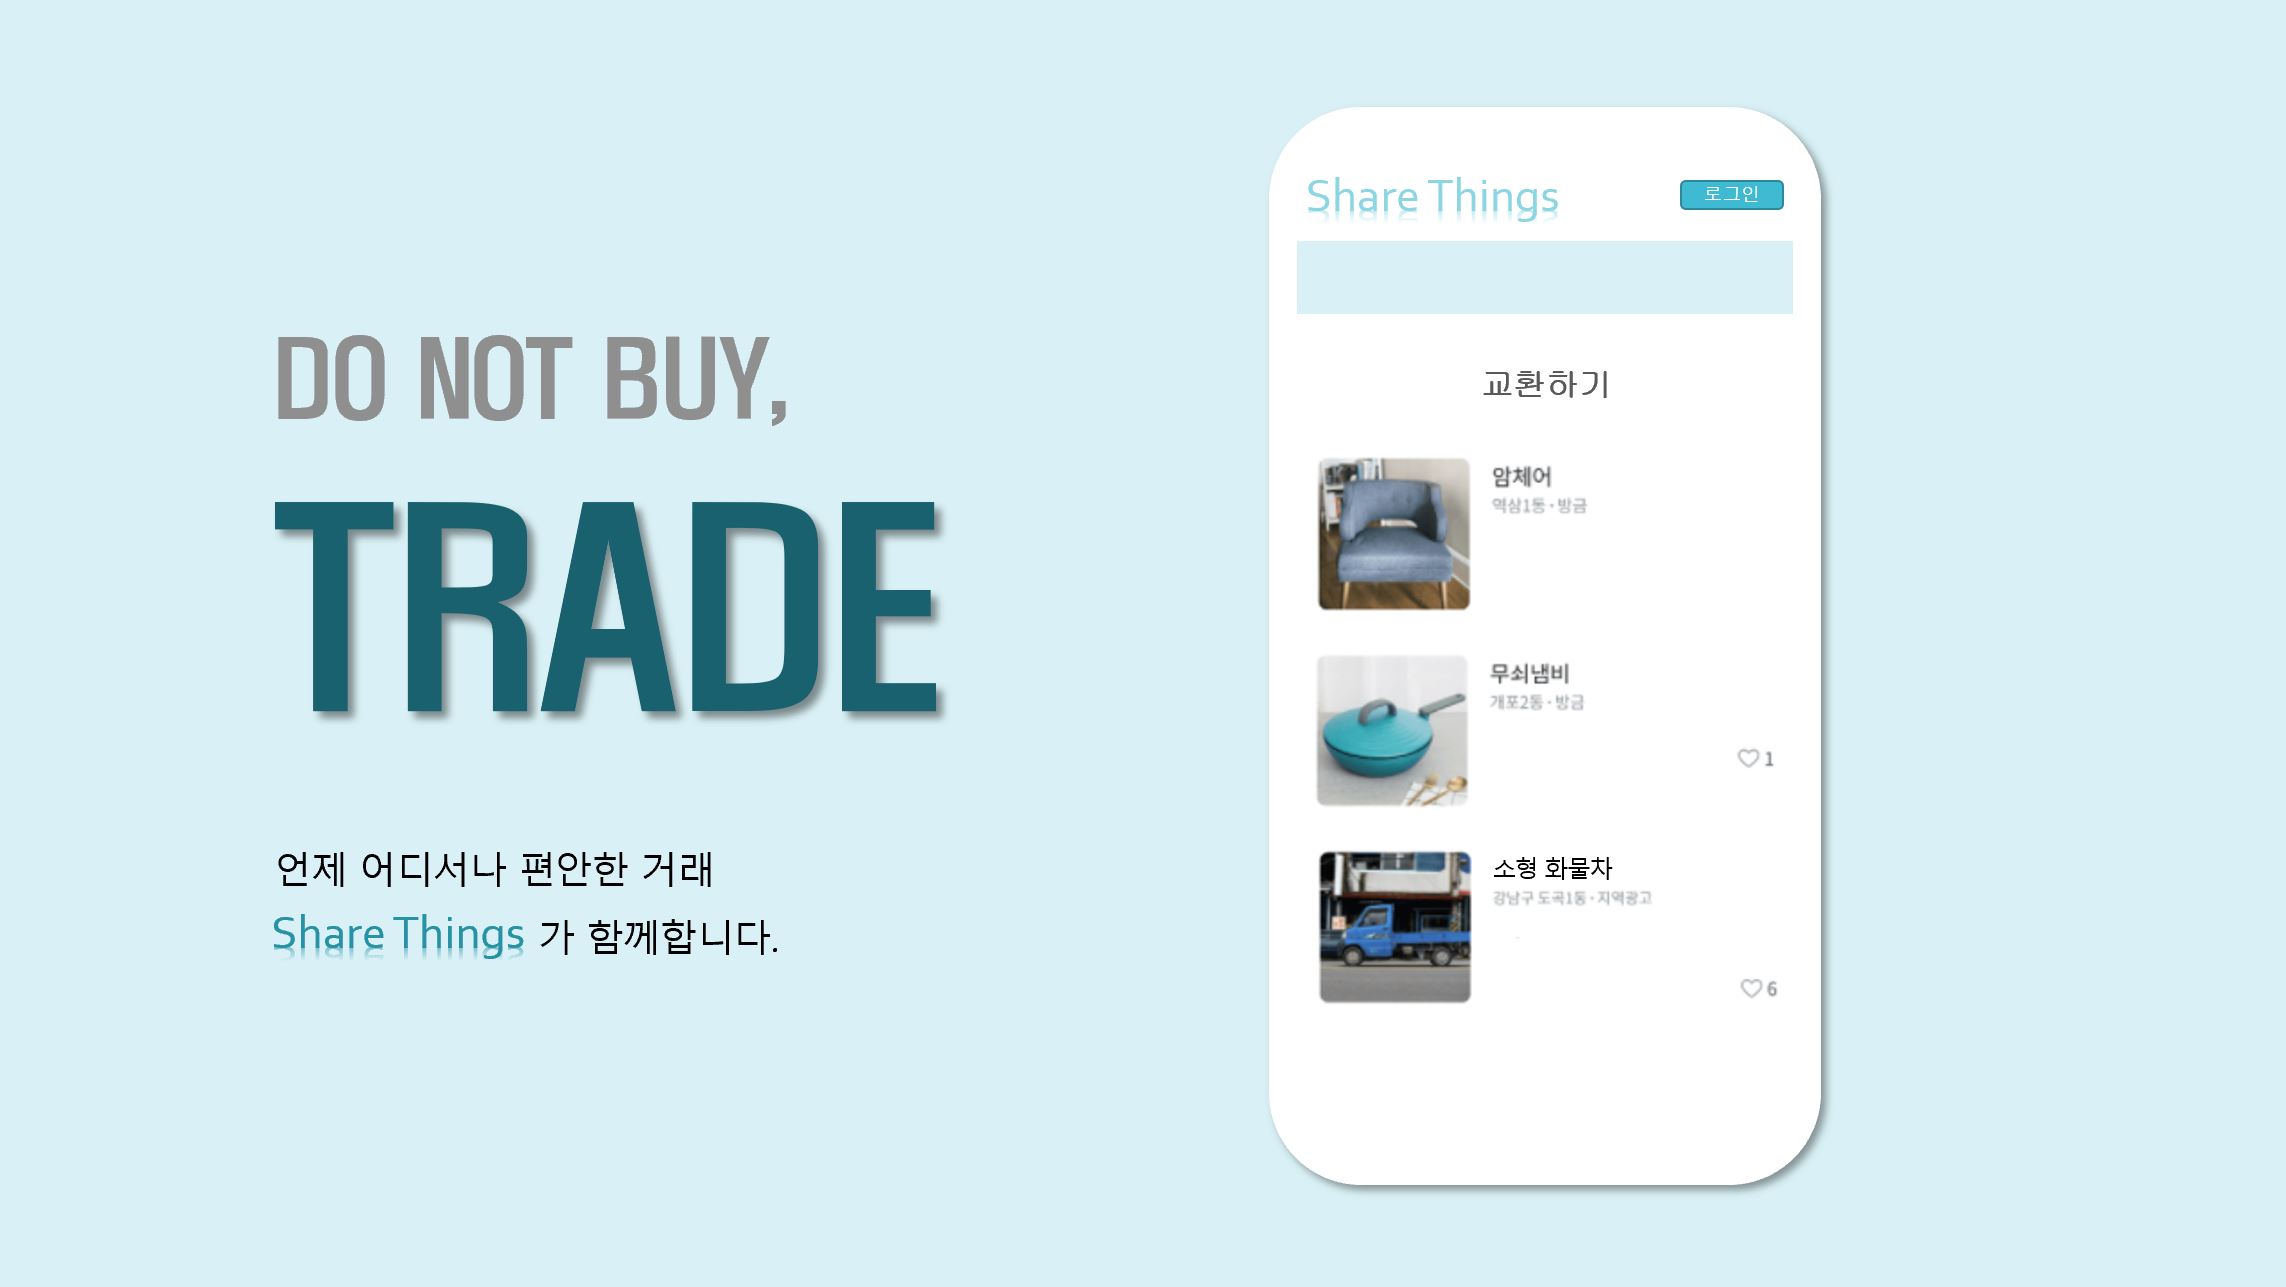 DO NOT BUY,
TRADE
언제 어디서나 편안한 거래
Share Things 가 함께합니다.
Share Things
로그인
교환하기
암체어
역삼1동 · 방금
무쇠냄비
개포2동 · 방금
1
소형 화물차
강남구 도곡1동 · 지역광고
6